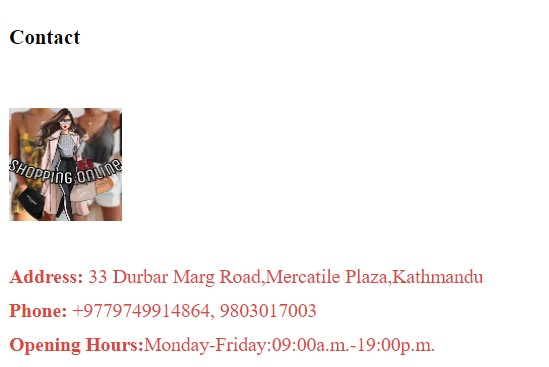 Contact
SHOPPING ONLINE
Address: 33 Durbar Marg Road,Mercatile Plaza,Kathmandu
Phone: +9779749914864, 9803017003
Opening Hours:Monday-Friday:09:00a.m.-19:00p.m.